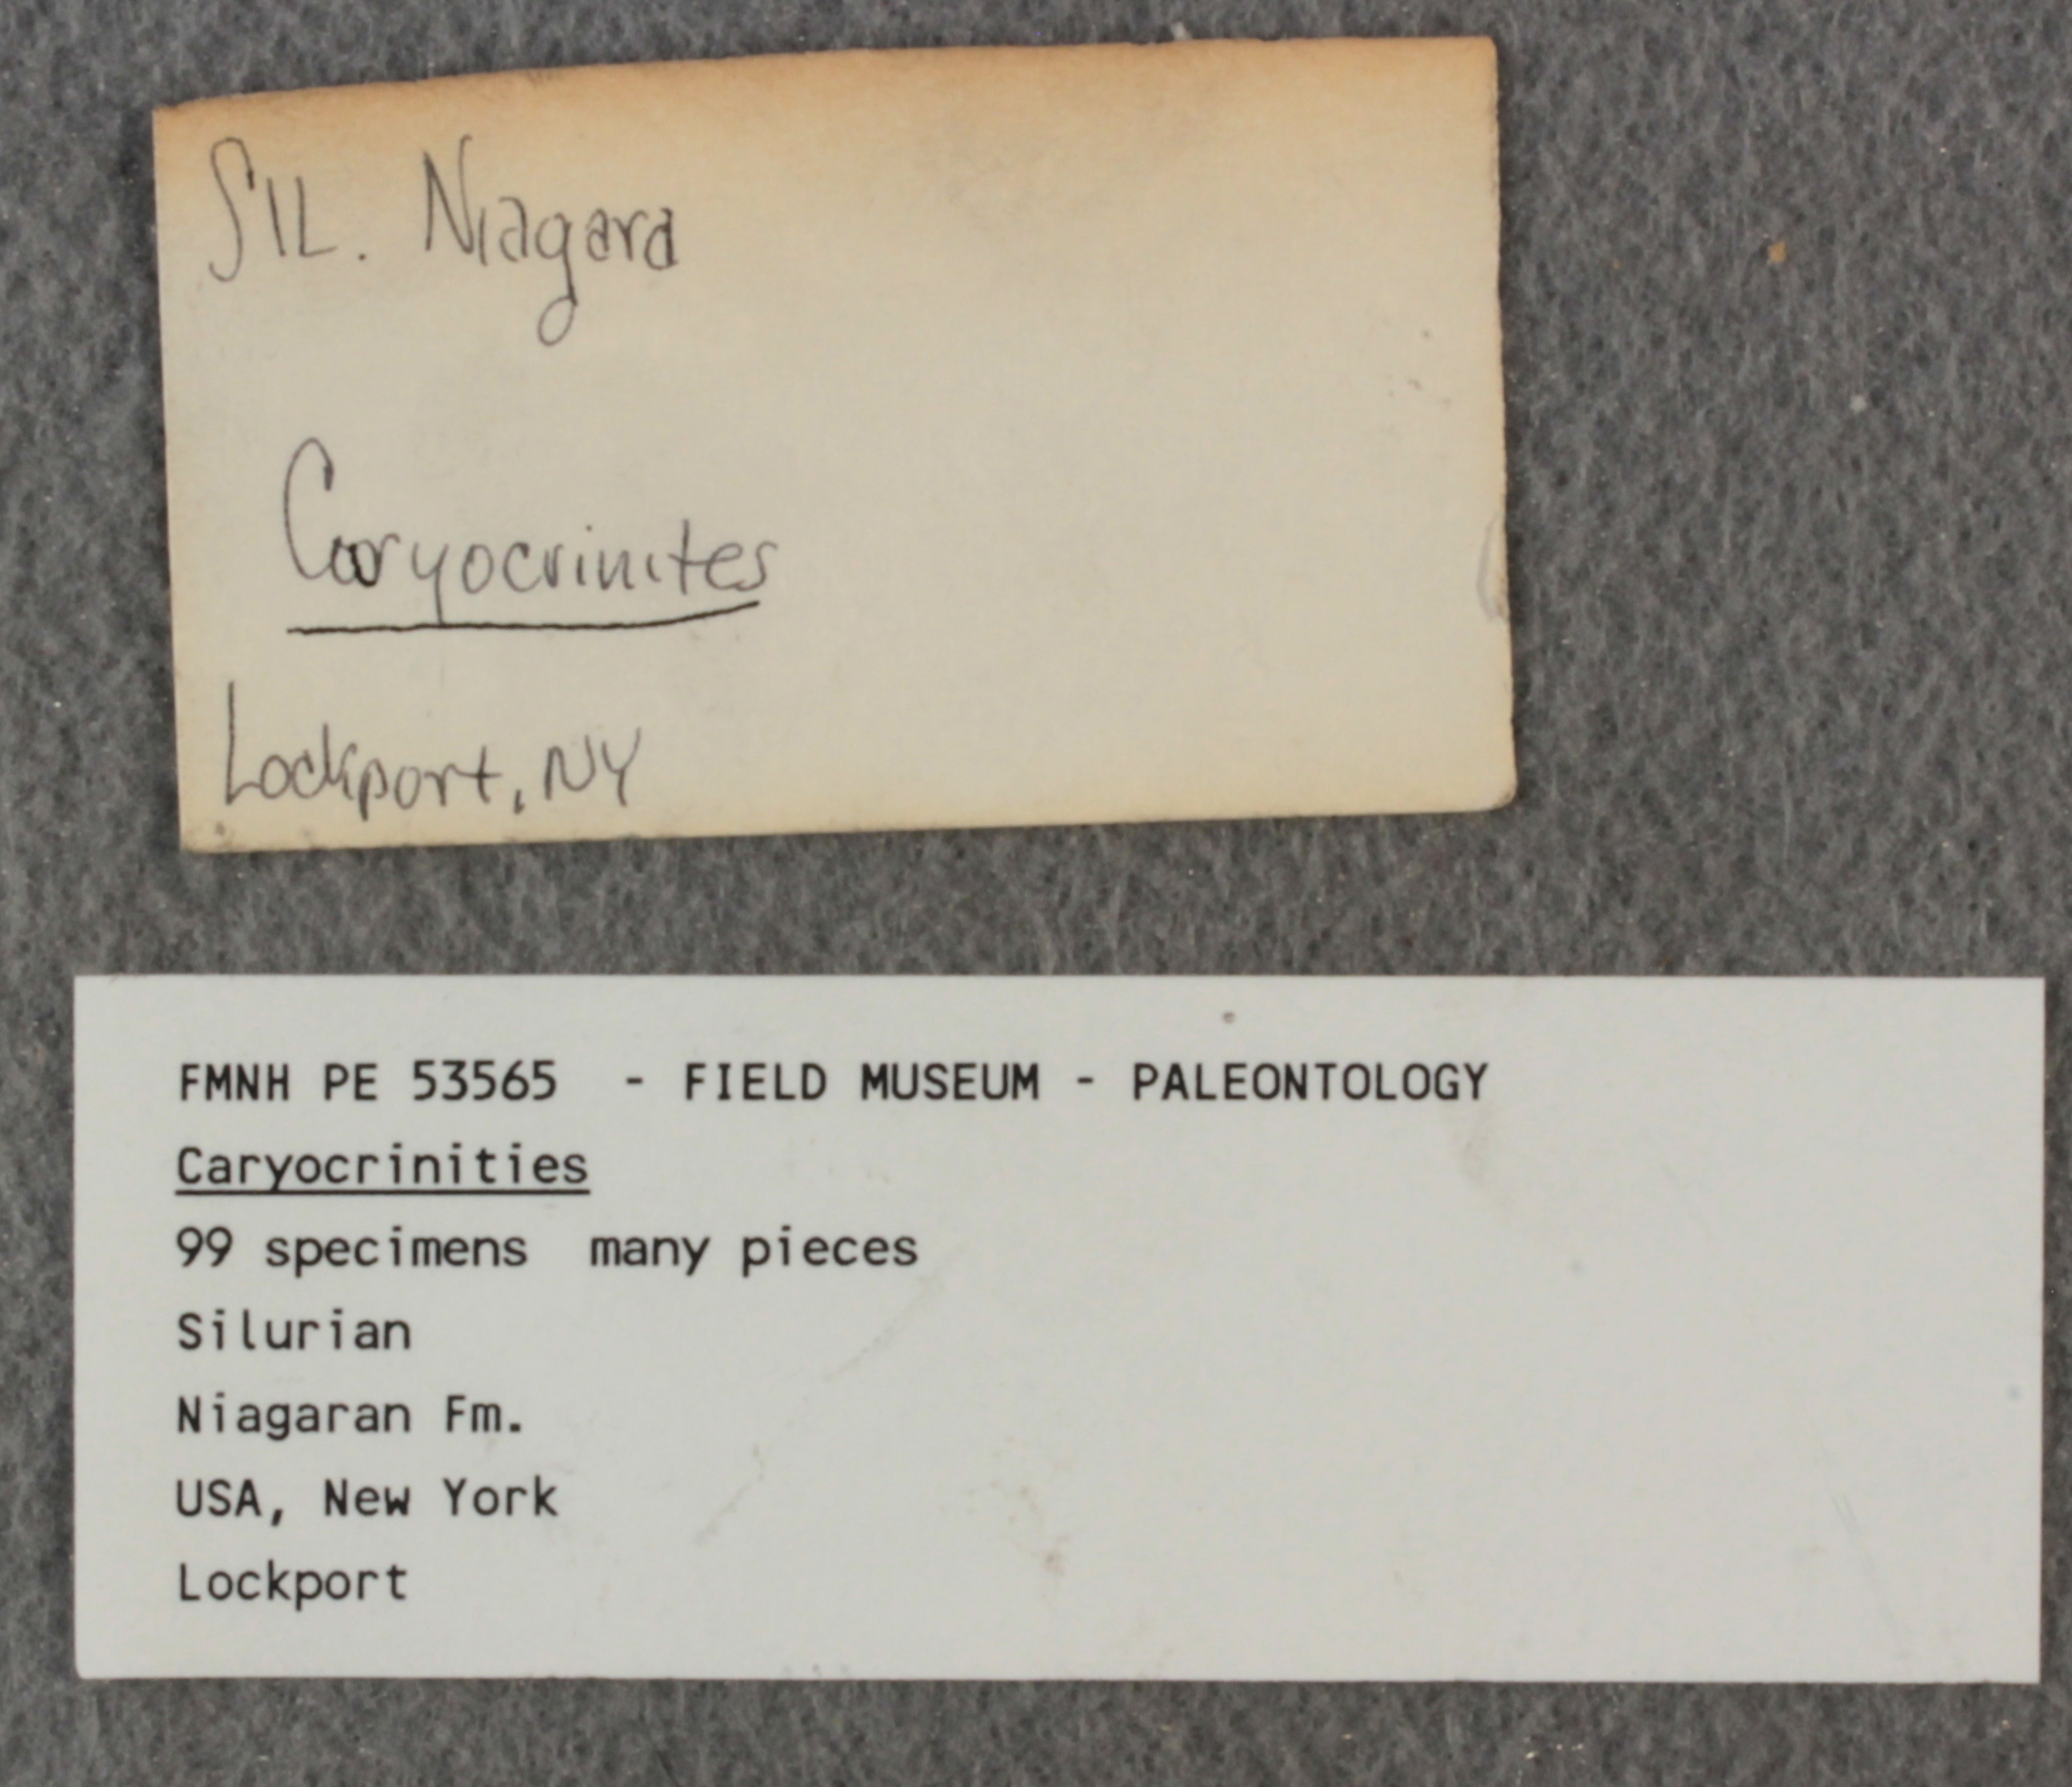 SIL. Niagara
Caryocrinites
Lockport, NY
FMNH PE 53565 - FIELD MUSEUM - PALEONTOLOGY
Caryocrinities
99 specimens many pieces
Silurian
Niagaran Fm.
USA, New York
Lockport